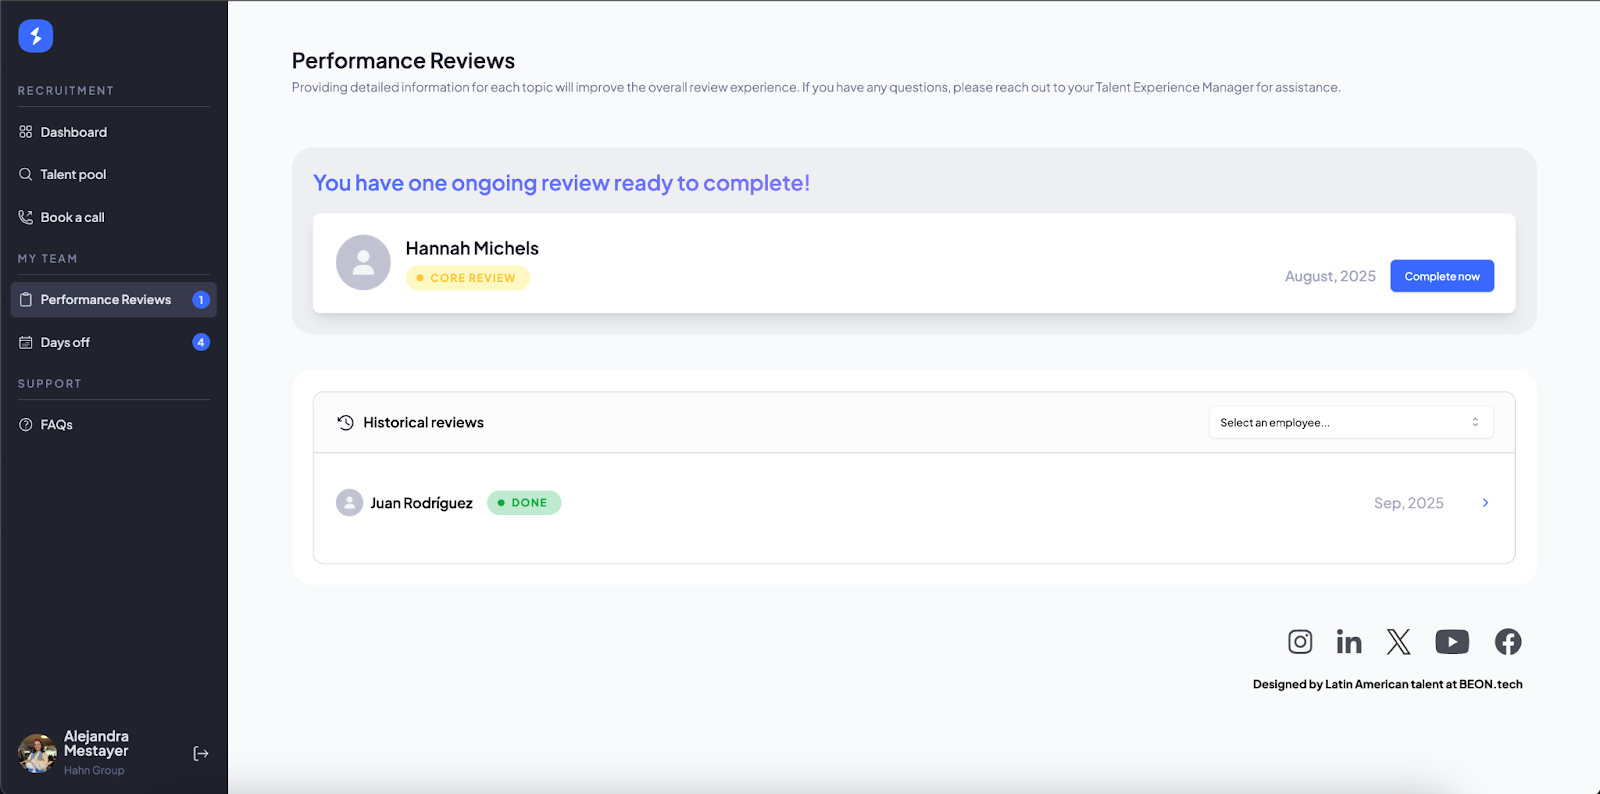 RECRUITMENT
Dashboard
Talent pool
Book a call
MY TEAM
Performance Reviews 1
Days off 4
SUPPORT
FAQs
Alejandra
Mestayer
Hahn Group
Performance Reviews
Providing detailed information for each topic will improve the overall review experience. If you have any questions, please reach out to your Talent Experience Manager for assistance.
You have one ongoing review ready to complete!
Hannah Michels
CORE REVIEW
August, 2025
Complete now
Historical reviews
Select an employee...
Juan Rodríguez
DONE
Sep, 2025
Designed by Latin American talent at BEON.tech